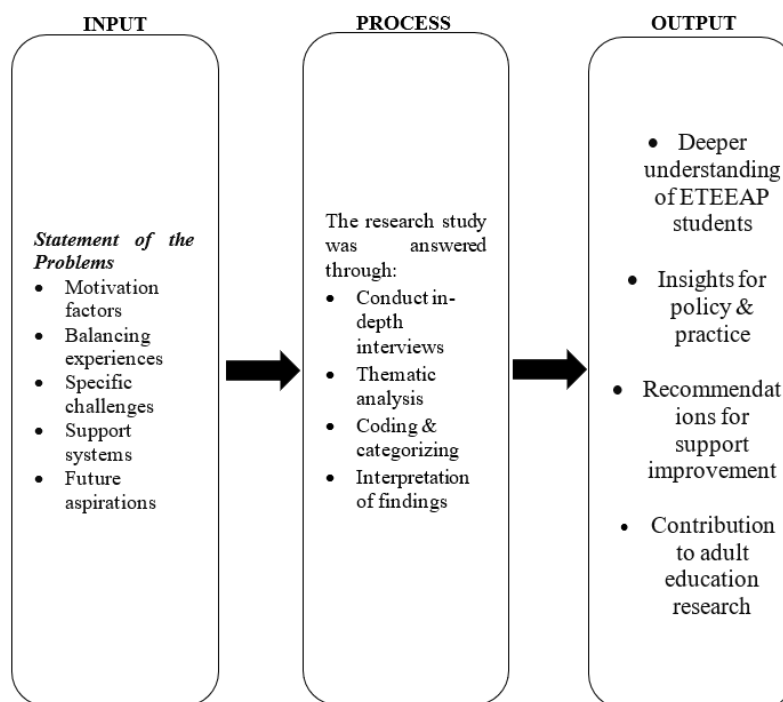 INPUT
Statement of the
Problems
• Motivation
factors
• Balancing
experiences
• Specific
challenges
• Support
systems
• Future
aspirations
PROCESS
The research study
was answered
through:
• Conduct in-
depth
interviews
• Thematic
analysis
• Coding &
categorizing
• Interpretation
of findings
OUTPUT
• Deeper
understanding
of ETEEAP
students
• Insights for
policy &
practice
• Recommendat
ions for
support
improvement
• Contribution
to adult
education
research